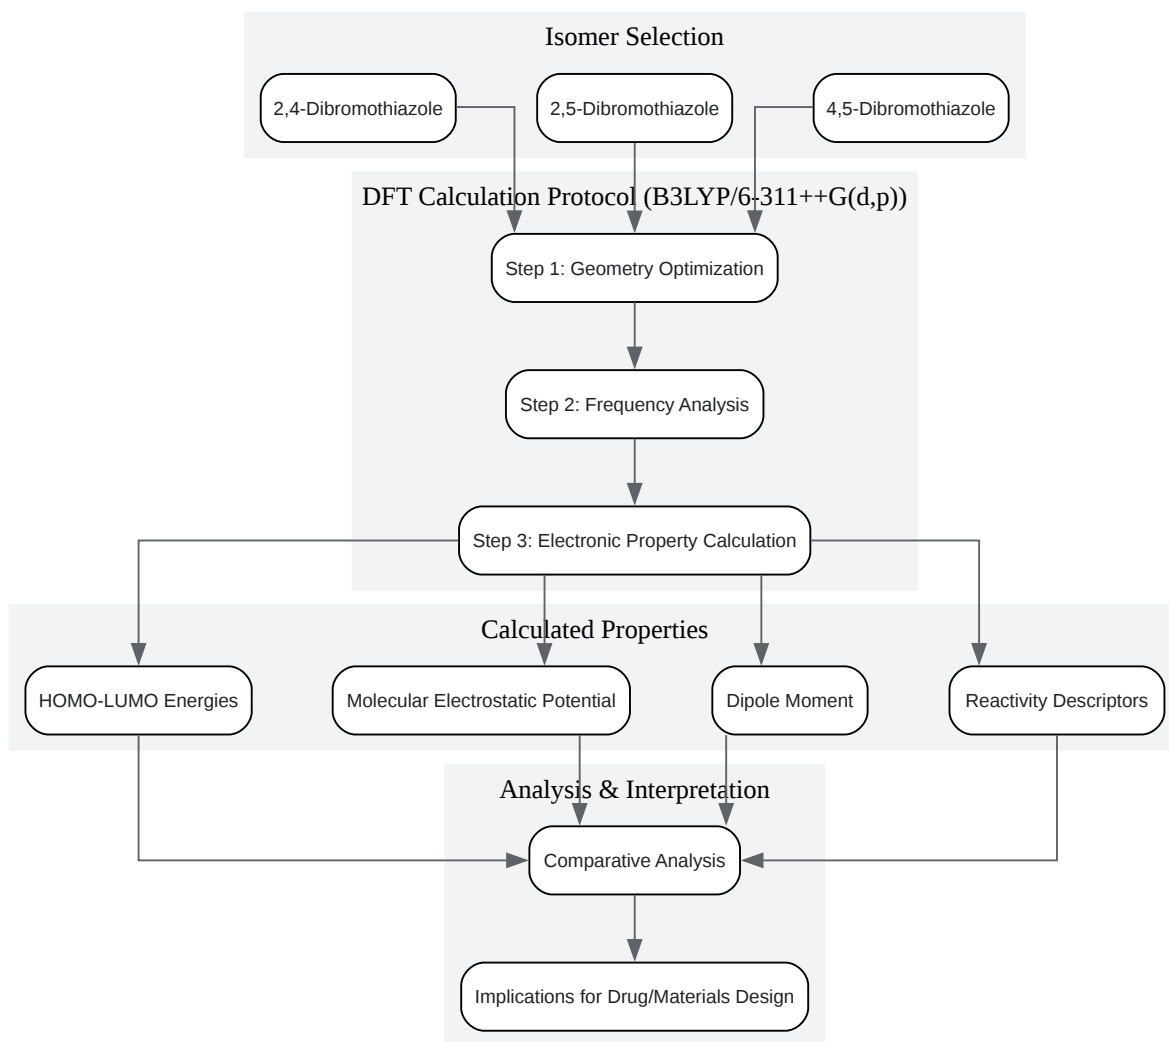 Isomer Selection
2,4-Dibromothiazole
2,5-Dibromothiazole
4,5-Dibromothiazole
DFT Calculation Protocol (B3LYP/6-311++G(d,p))
Step 1: Geometry Optimization
Step 2: Frequency Analysis
Step 3: Electronic Property Calculation
Calculated Properties
HOMO-LUMO Energies
Molecular Electrostatic Potential
Dipole Moment
Reactivity Descriptors
Analysis & Interpretation
Comparative Analysis
Implications for Drug/Materials Design